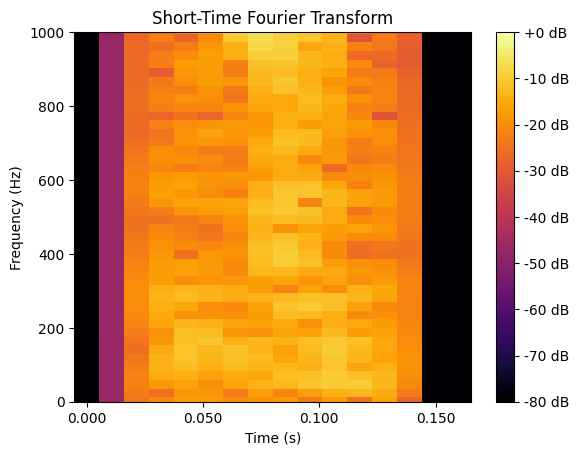 Short-Time Fourier Transform
1000
800
600
400
200
0
Frequency (Hz)
0.000
0.050
0.100
0.150
Time (s)
+0 dB
-10 dB
-20 dB
-30 dB
-40 dB
-50 dB
-60 dB
-70 dB
-80 dB